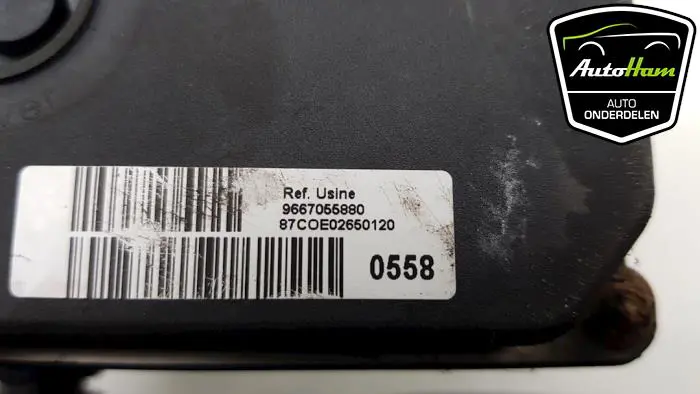 AutoHam
AUTO
ONDERDELEN
Ref. Usine
9667055880
87COE02650120
0558